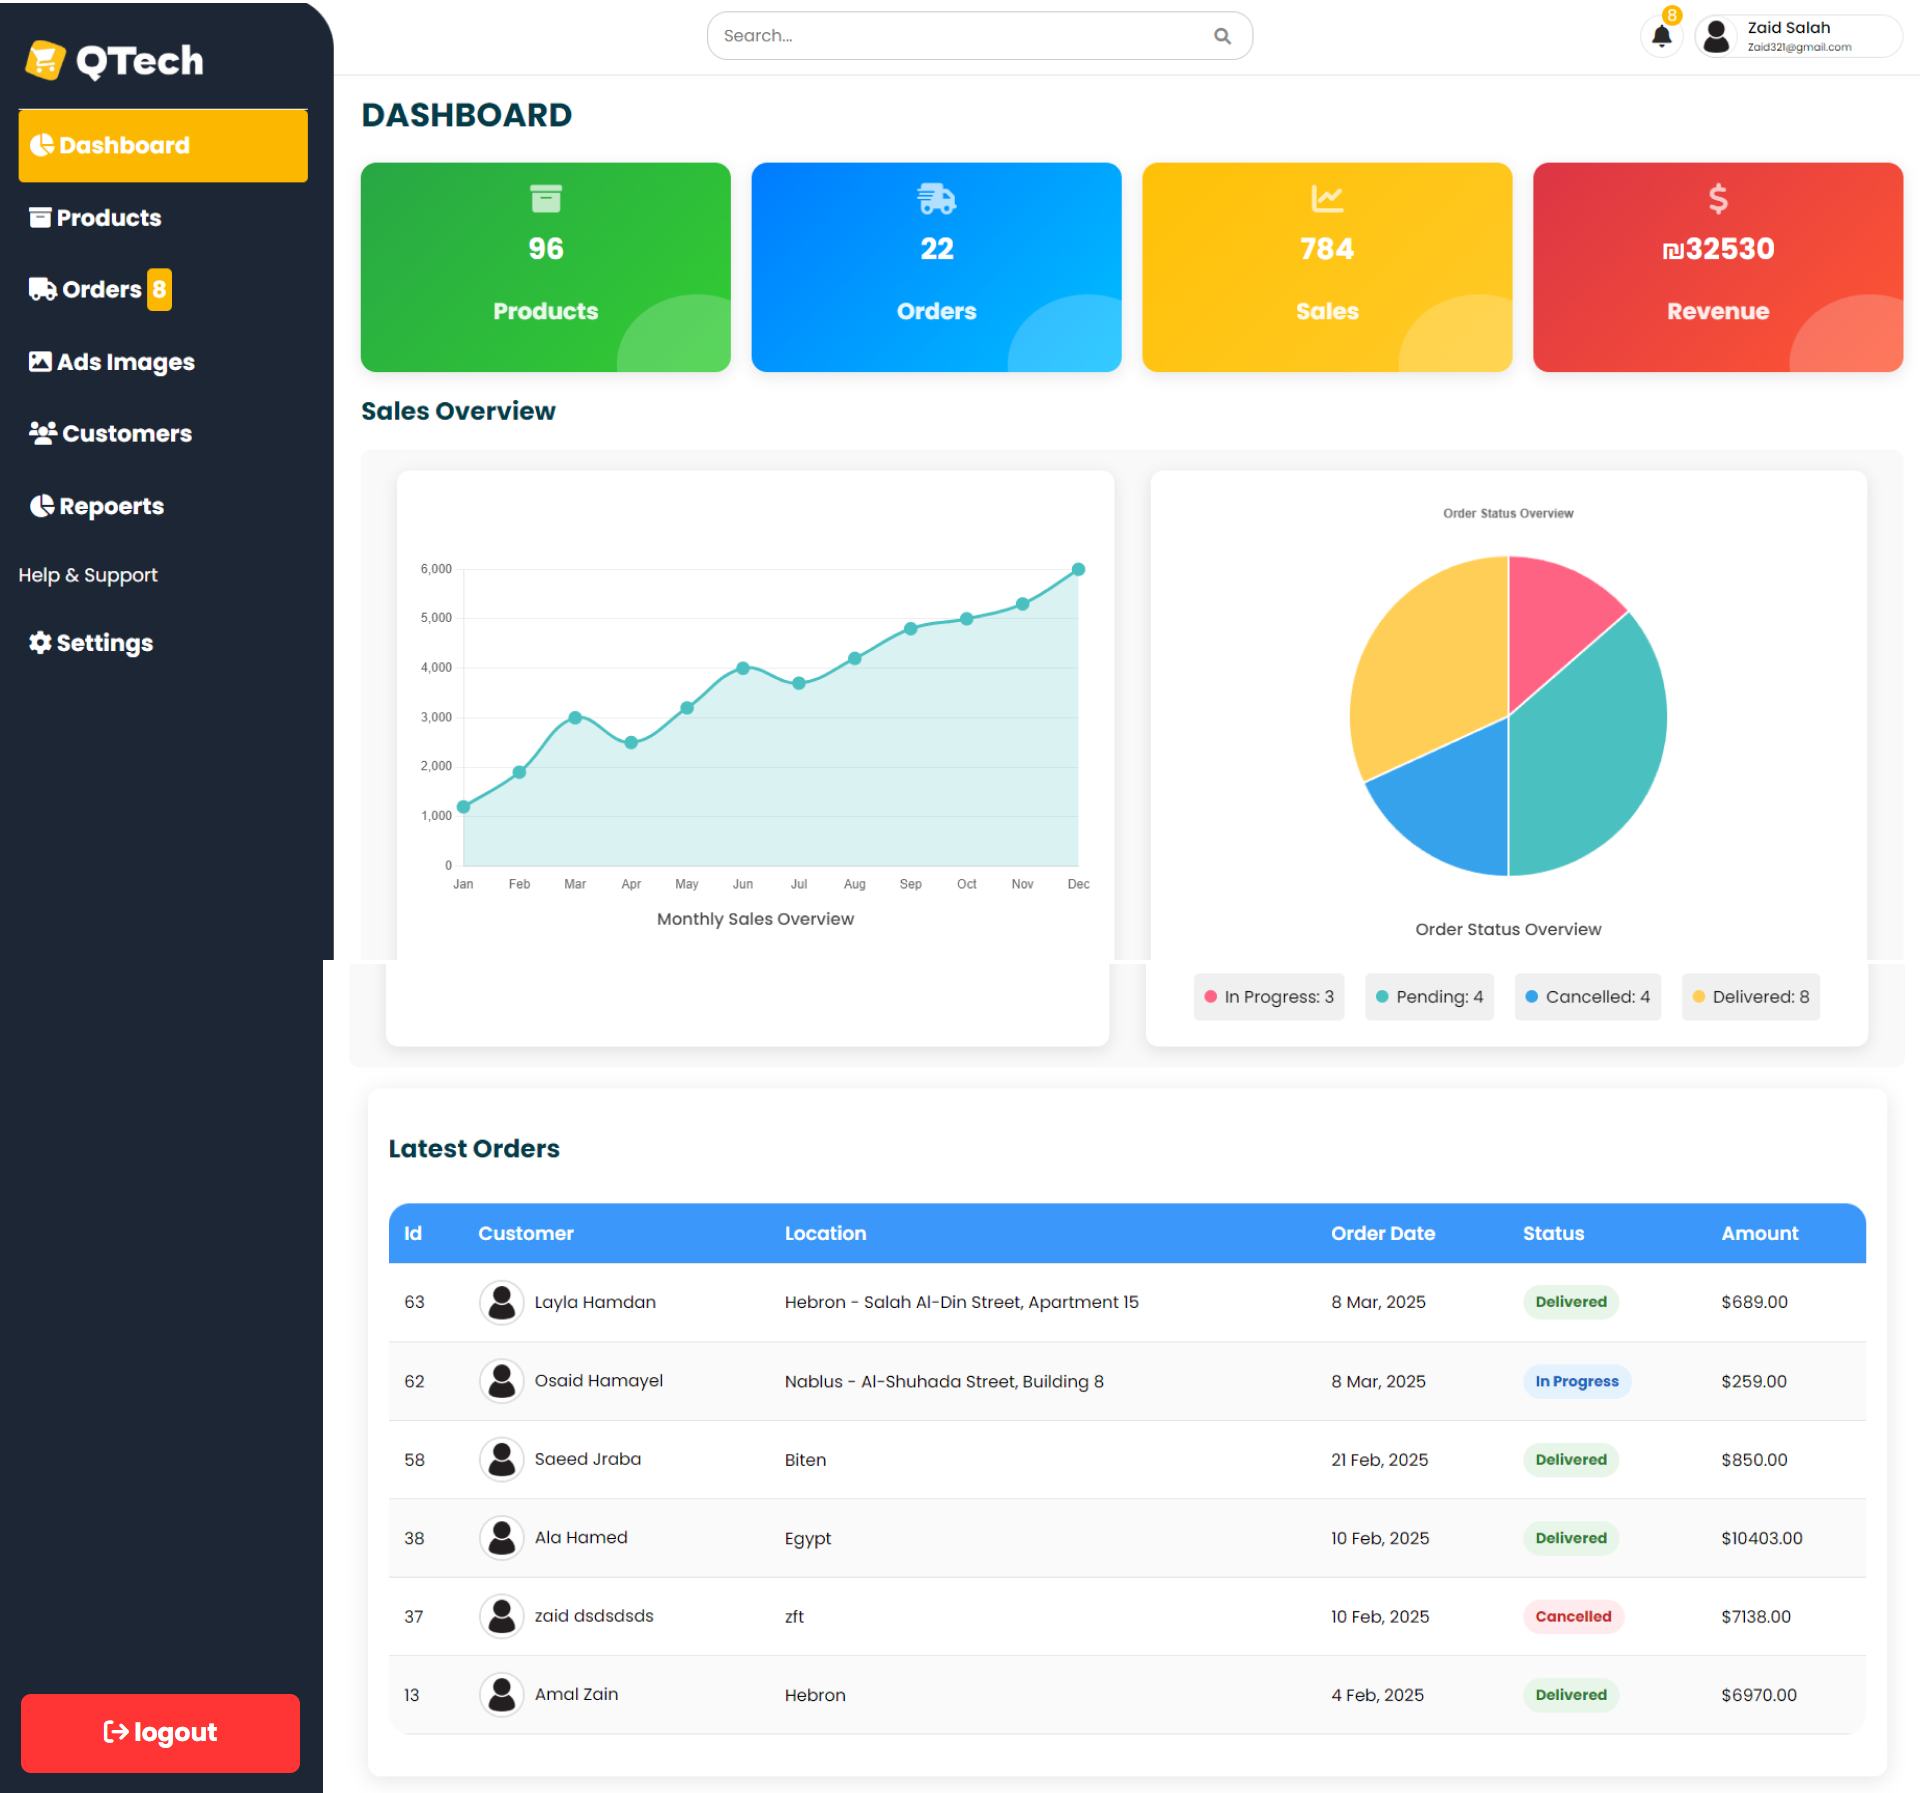 QTech
Dashboard
Products
Orders 8
Ads Images
Customers
Repoerts
Help & Support
Settings
logout
Search...
8
Zaid Salah
Zaid321@gmail.com
DASHBOARD
96
Products
22
Orders
784
Sales
₪32530
Revenue
Sales Overview
6,000
5,000
4,000
3,000
2,000
1,000
0
Jan Feb Mar Apr May Jun Jul Aug Sep Oct Nov Dec
Monthly Sales Overview
Order Status Overview
Order Status Overview
In Progress: 3 Pending: 4 Cancelled: 4 Delivered: 8
Latest Orders
Id Customer Location Order Date Status Amount
63 Layla Hamdan Hebron - Salah Al-Din Street, Apartment 15 8 Mar, 2025 Delivered $689.00
62 Osaid Hamayel Nablus - Al-Shuhada Street, Building 8 8 Mar, 2025 In Progress $259.00
58 Saeed Jraba Biten 21 Feb, 2025 Delivered $850.00
38 Ala Hamed Egypt 10 Feb, 2025 Delivered $10403.00
37 zaid dsdsdsds zft 10 Feb, 2025 Cancelled $7138.00
13 Amal Zain Hebron 4 Feb, 2025 Delivered $6970.00